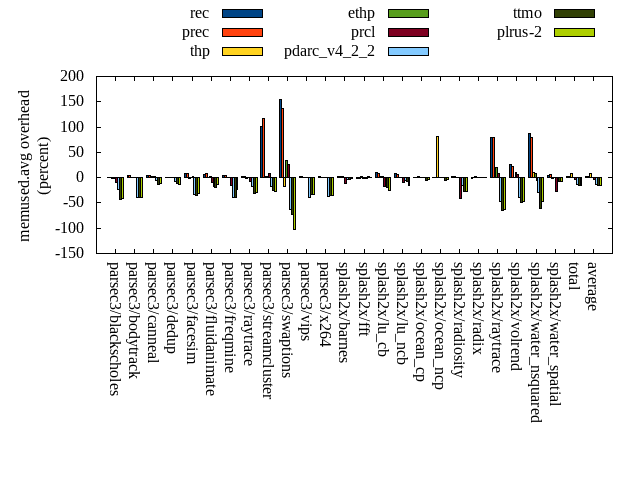 rec
prec
thp
ethp
prcl
pdarc_v4_2_2
ttmo
plrus-2
memused.avg overhead
(percent)
200
150
100
50
0
-50
-100
-150
parsec3/blackscholes
parsec3/bodytrack
parsec3/canneal
parsec3/dedup
parsec3/facesim
parsec3/fluidanimate
parsec3/freqmine
parsec3/raytrace
parsec3/streamcluster
parsec3/swaptions
parsec3/vips
parsec3/x264
splash2x/barnes
splash2x/fft
splash2x/lu_cb
splash2x/lu_ncb
splash2x/ocean_cp
splash2x/ocean_ncp
splash2x/radiosity
splash2x/radix
splash2x/raytrace
splash2x/volrend
splash2x/water_nsquared
splash2x/water_spatial
total
average